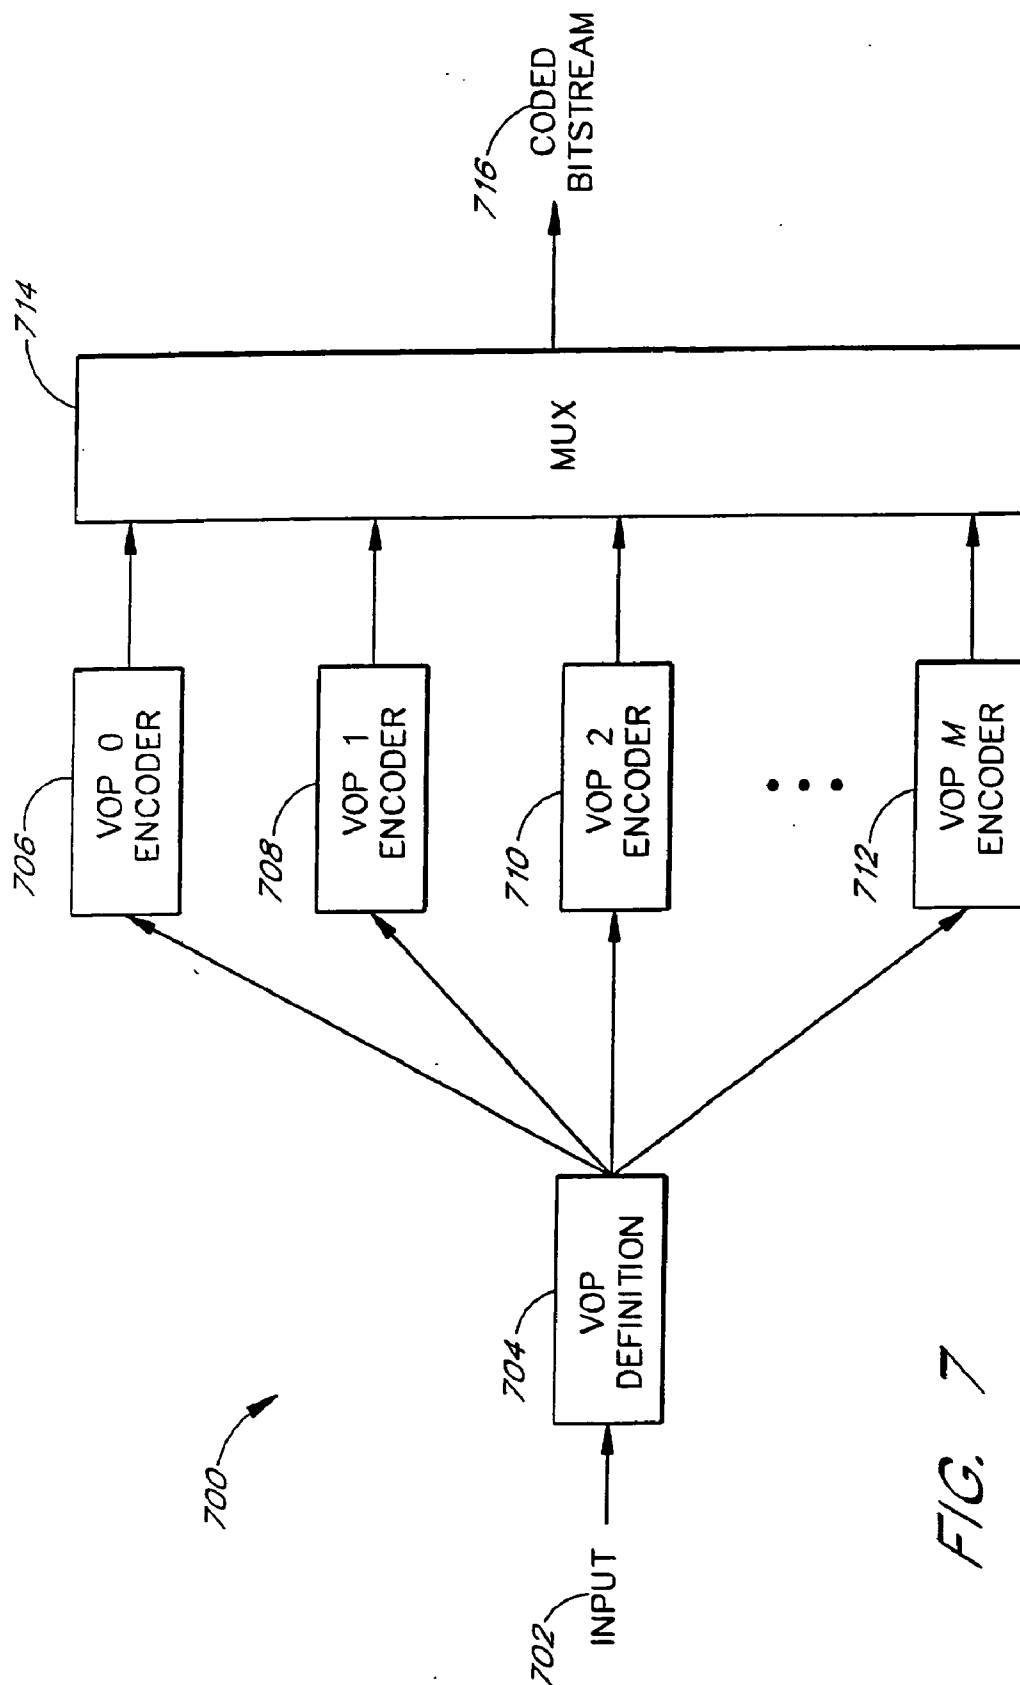 700
702
INPUT
704
VOP
DEFINITION
706
VOP 0
ENCODER
708
VOP 1
ENCODER
710
VOP 2
ENCODER
712
VOP M
ENCODER
714
MUX
716
CODED
BITSTREAM
FIG. 7